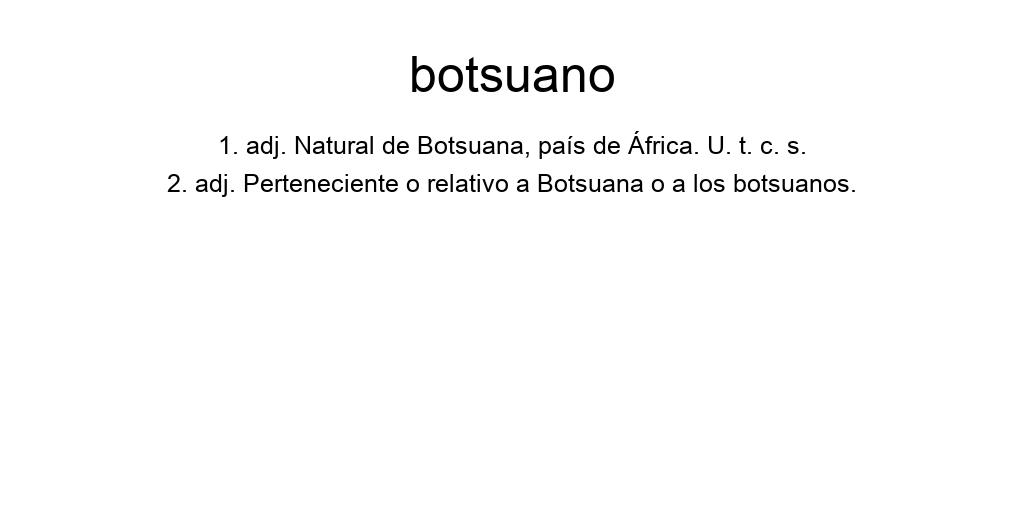 botsuano
1. adj. Natural de Botsuana, país de África. U. t. c. s.
2. adj. Perteneciente o relativo a Botsuana o a los botsuanos.